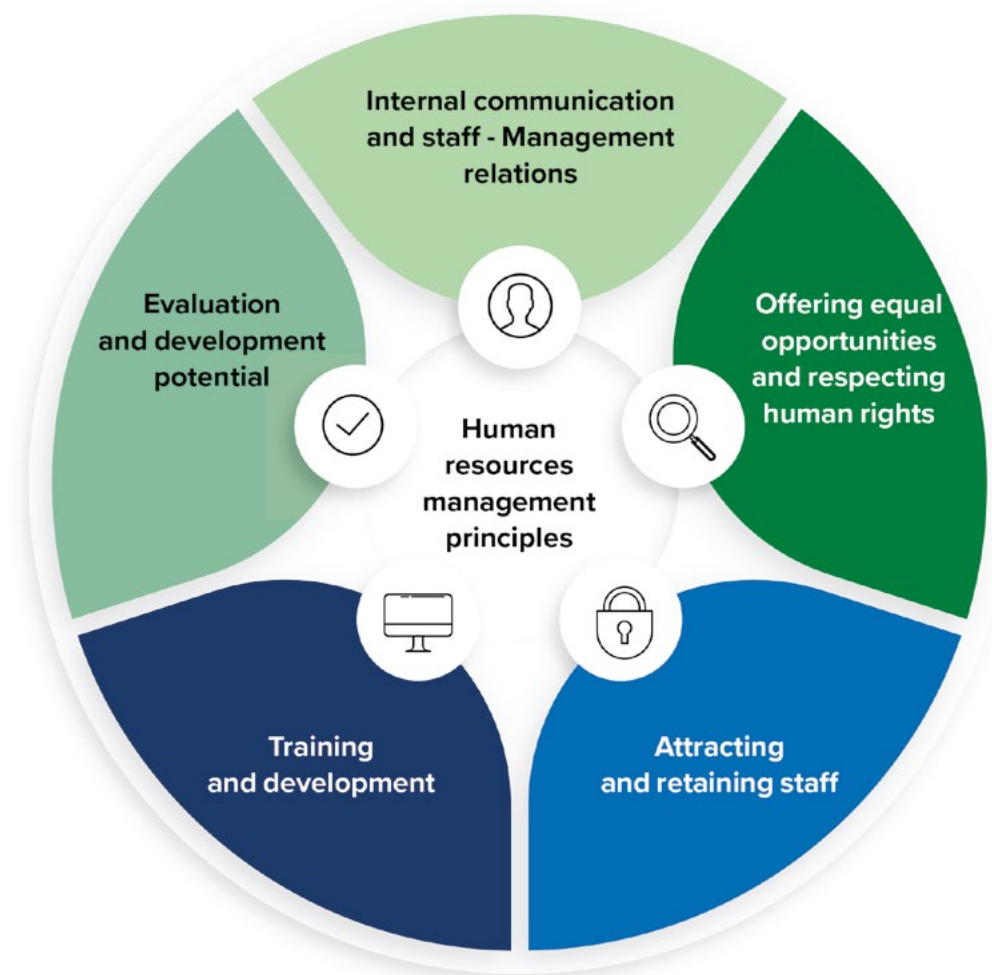 Internal communication
and staff - Management
relations
Offering equal
opportunities
and respecting
human rights
Attracting
and retaining staff
Training
and development
Evaluation
and development
potential
Human
resources
management
principles